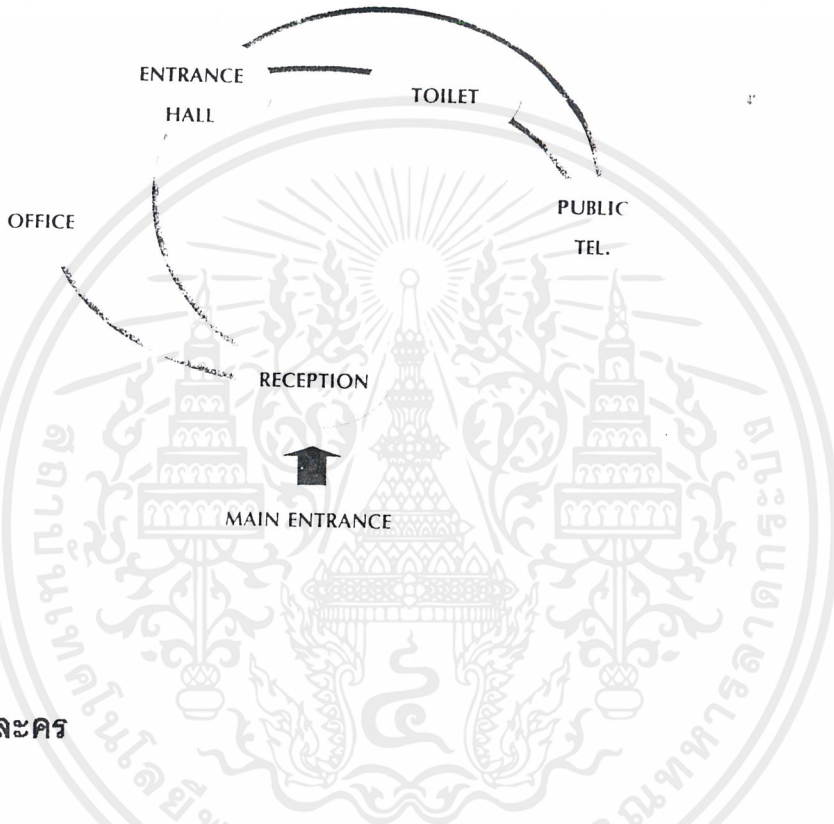 ENTRANCE
HALL
TOILET
OFFICE
PUBLIC
TEL.
RECEPTION
MAIN ENTRANCE
ละคร